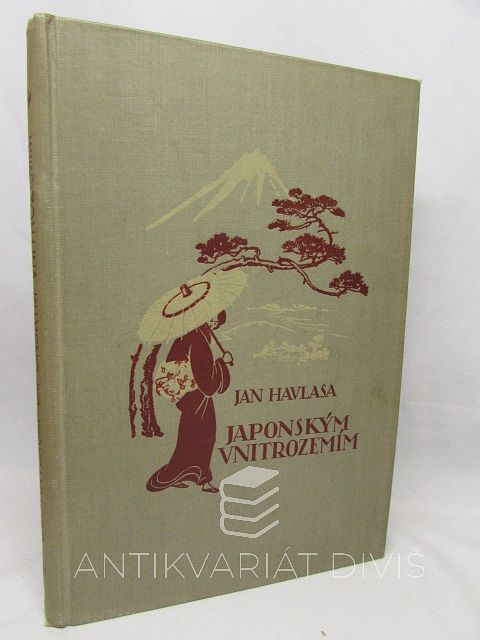 JAN HAVLASA
JAPONSKÝM
VNITROZEMÍM
ANTIKVARIÁT DIVIŠ